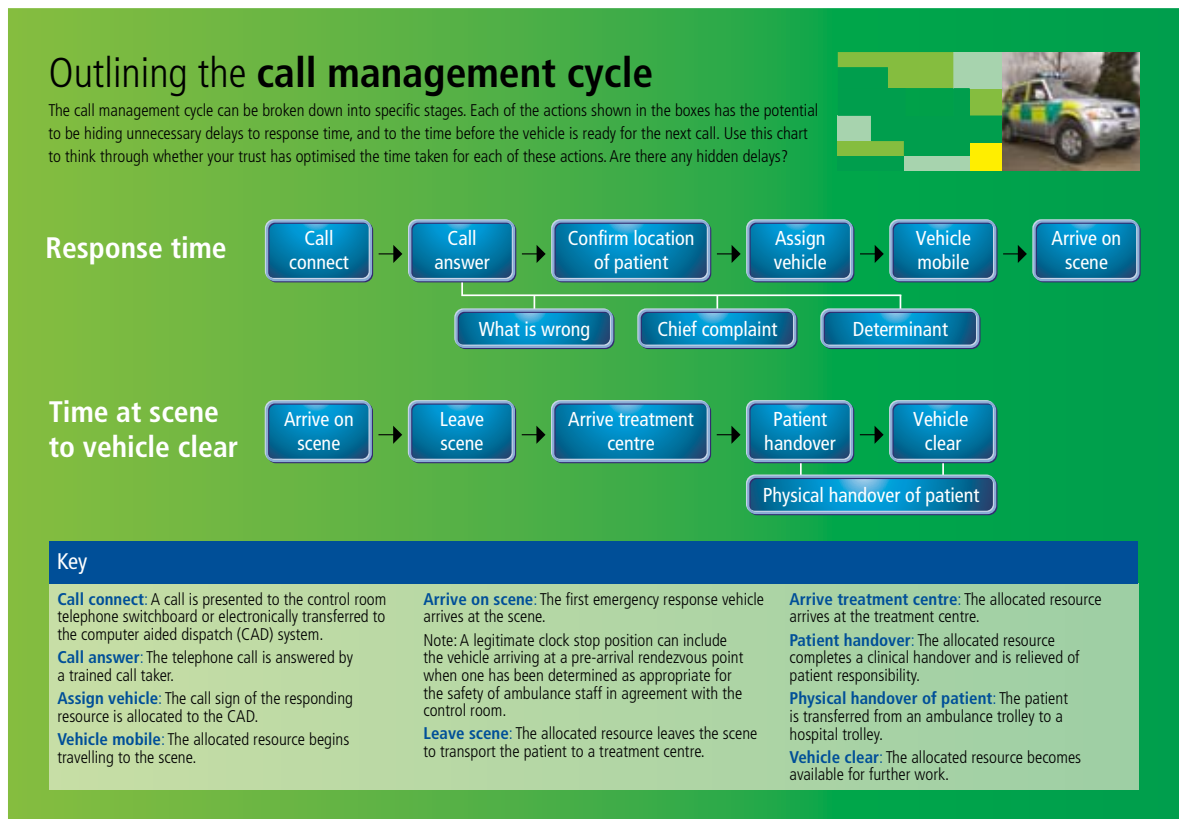 Outlining the call management cycle
The call management cycle can be broken down into specific stages. Each of the actions shown in the boxes has the potential
to be hiding unnecessary delays to response time, and to the time before the vehicle is ready for the next call. Use this chart
to think through whether your trust has optimised the time taken for each of these actions. Are there any hidden delays?
Response time
Call
connect
Call
answer
Confirm location
of patient
Assign
vehicle
Vehicle
mobile
Arrive on
scene
What is wrong
Chief complaint
Determinant
Time at scene
to vehicle clear
Arrive on
scene
Leave
scene
Arrive treatment
centre
Patient
handover
Vehicle
clear
Physical handover of patient
Key
Call connect: A call is presented to the control room
telephone switchboard or electronically transferred to
the computer aided dispatch (CAD) system.
Call answer: The telephone call is answered by
a trained call taker.
Assign vehicle: The call sign of the responding
resource is allocated to the CAD.
Vehicle mobile: The allocated resource begins
travelling to the scene.
Arrive on scene: The first emergency response vehicle
arrives at the scene.
Note: A legitimate clock stop position can include
the vehicle arriving at a pre-arrival rendezvous point
when one has been determined as appropriate for
the safety of ambulance staff in agreement with the
control room.
Leave scene: The allocated resource leaves the scene
to transport the patient to a treatment centre.
Arrive treatment centre: The allocated resource
arrives at the treatment centre.
Patient handover: The allocated resource
completes a clinical handover and is relieved of
patient responsibility.
Physical handover of patient: The patient
is transferred from an ambulance trolley to a
hospital trolley.
Vehicle clear: The allocated resource becomes
available for further work.